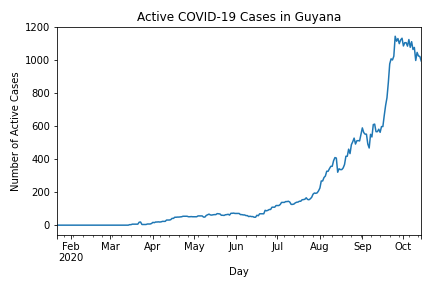 Active COVID-19 Cases in Guyana
Number of Active Cases
1200
1000
800
600
400
200
0
Feb Mar Apr May Jun Jul Aug Sep Oct
2020
Day